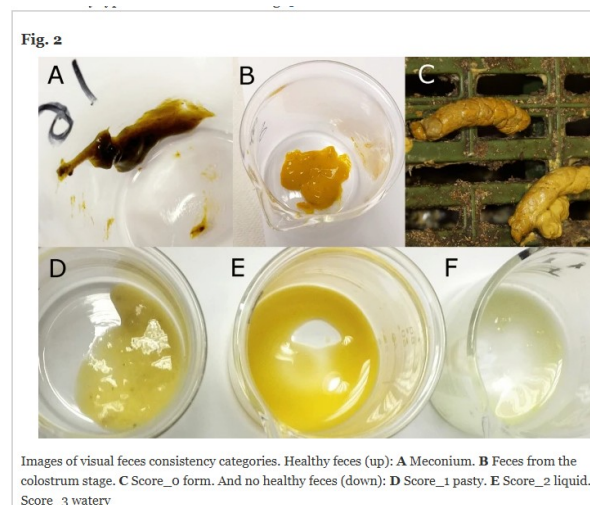 Fig. 2
A
B
C
D
E
F
Images of visual feces consistency categories. Healthy feces (up): A Meconium. B Feces from the
colostrum stage. C Score_0 form. And no healthy feces (down): D Score_1 pasty. E Score_2 liquid.
Score_3 watery